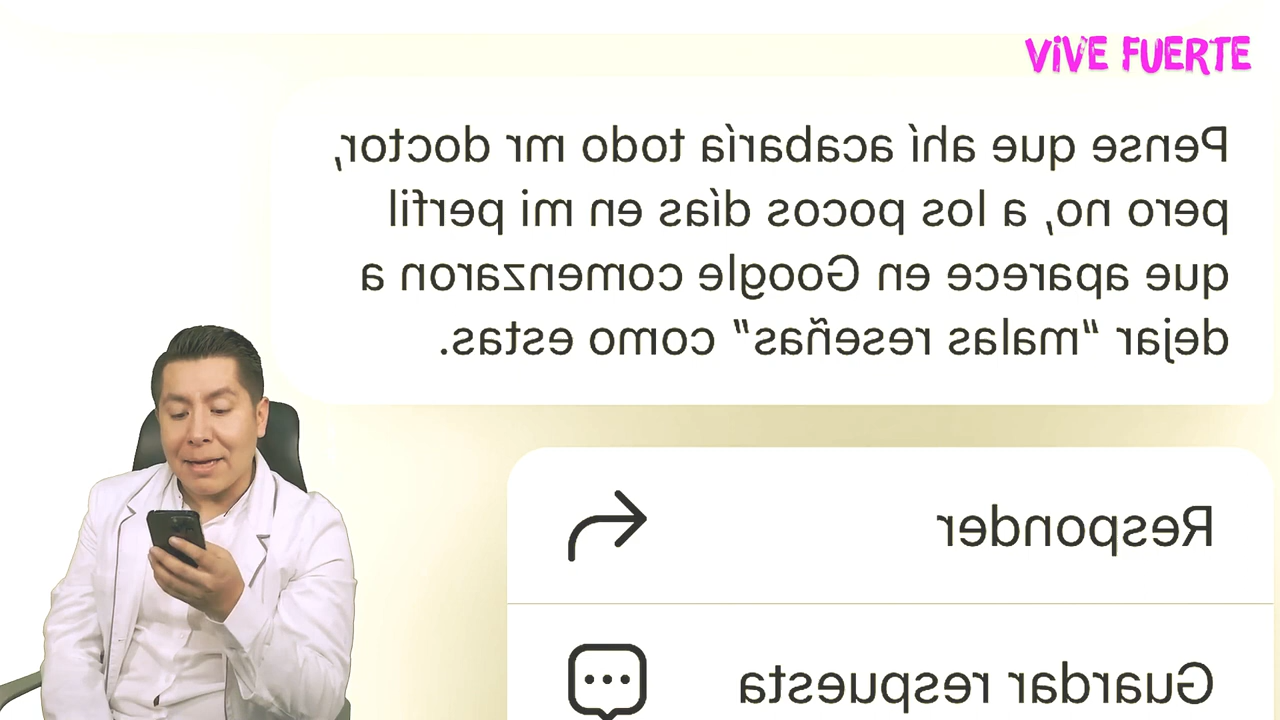 VIVE FUERTE
Pense que ahí acabaría todo mr doctor,
pero no, a los pocos días en mi perfil
que aparece en Google comenzaron a
dejar "malas reseñas" como estas.
Responder
Guardar respuesta